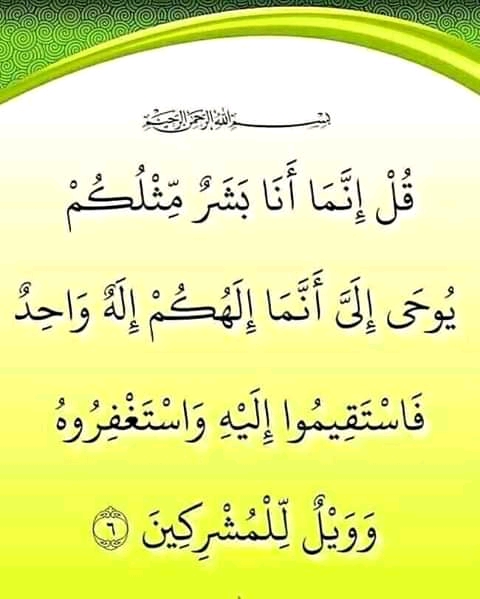 بسم الله الرحمن الرحيم
قُلْ إِنَّمَا أَنَا بَشَرٌ مِّثْلُكُمْ
يُوحَى إِلَيَّ أَنَّمَا إِلَهُكُمْ إِلَهٌ وَاحِدٌ
فَاسْتَقِيمُوا إِلَيْهِ وَاسْتَغْفِرُوهُ
وَوَيْلٌ لِّلْمُشْرِكِينَ ٦